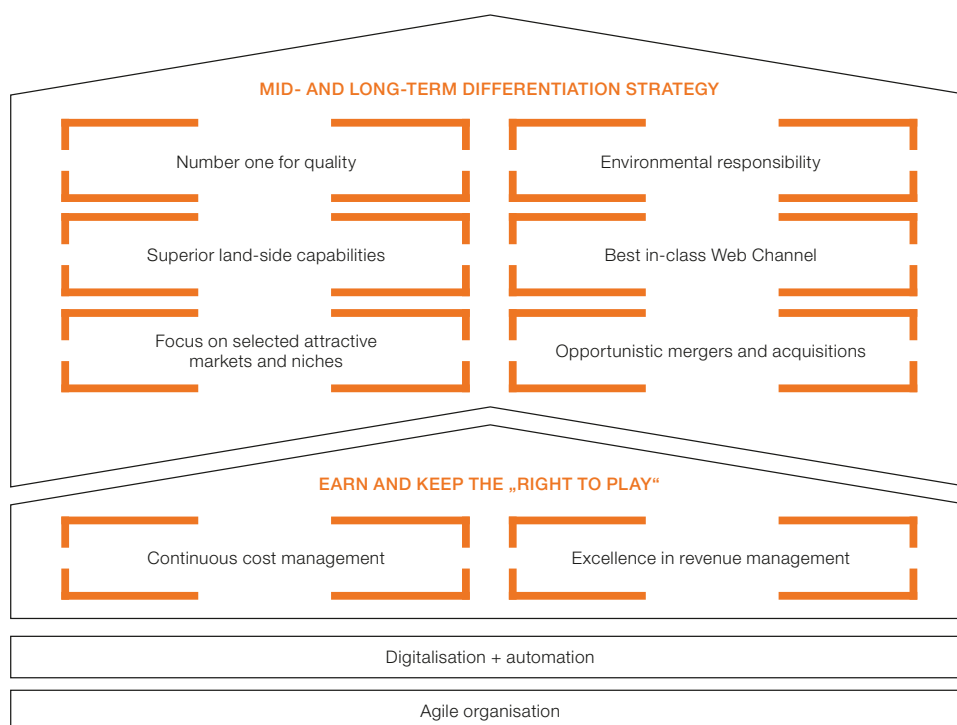 MID- AND LONG-TERM DIFFERENTIATION STRATEGY
Number one for quality
Environmental responsibility
Superior land-side capabilities
Best in-class Web Channel
Focus on selected attractive
markets and niches
Opportunistic mergers and acquisitions
EARN AND KEEP THE „RIGHT TO PLAY“
Continuous cost management
Excellence in revenue management
Digitalisation + automation
Agile organisation